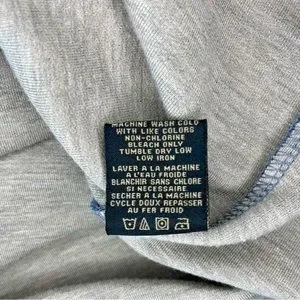 MACHINE WASH COLD
WITH LIKE COLORS
NON-CHLORINE
BLEACH ONLY
TUMBLE DRY LOW
LOW IRON
LAVER A LA MACHINE
A L'EAU FROIDE
BLANCHIR SANS CHLORE
SI NECESSAIRE
SECHER A LA MACHINE
CYCLE DOUX REPASSER
AU FER FROID